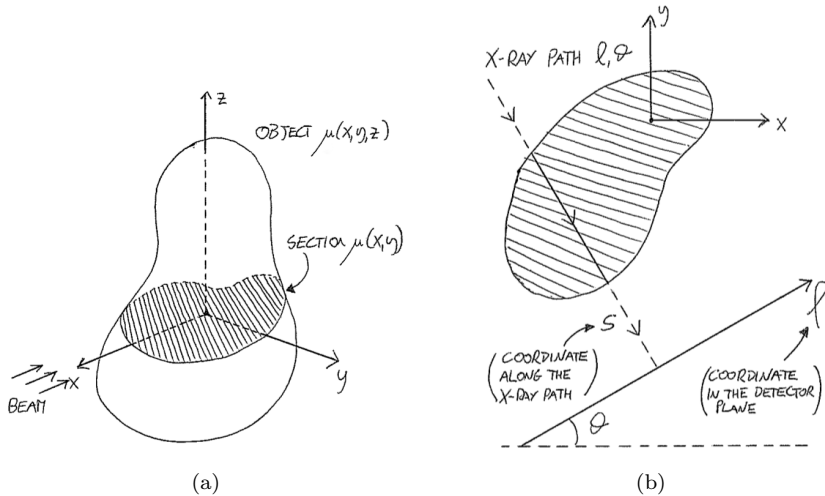 z
OBJECT μ(x,y,z)
SECTION μ(x,y)
x
y
BEAM
(a)
y
X-RAY PATH ℓ,θ
x
S
(COORDINATE
ALONG THE
X-RAY PATH)
ℓ
(COORDINATE
IN THE DETECTOR
PLANE)
θ
(b)